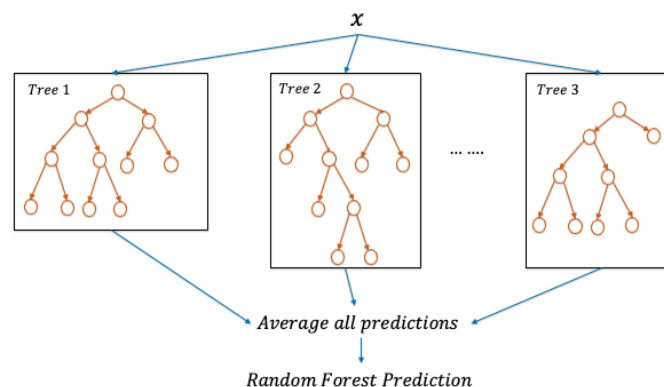 x
Tree 1
Tree 2
Tree 3
... ....
Average all predictions
Random Forest Prediction